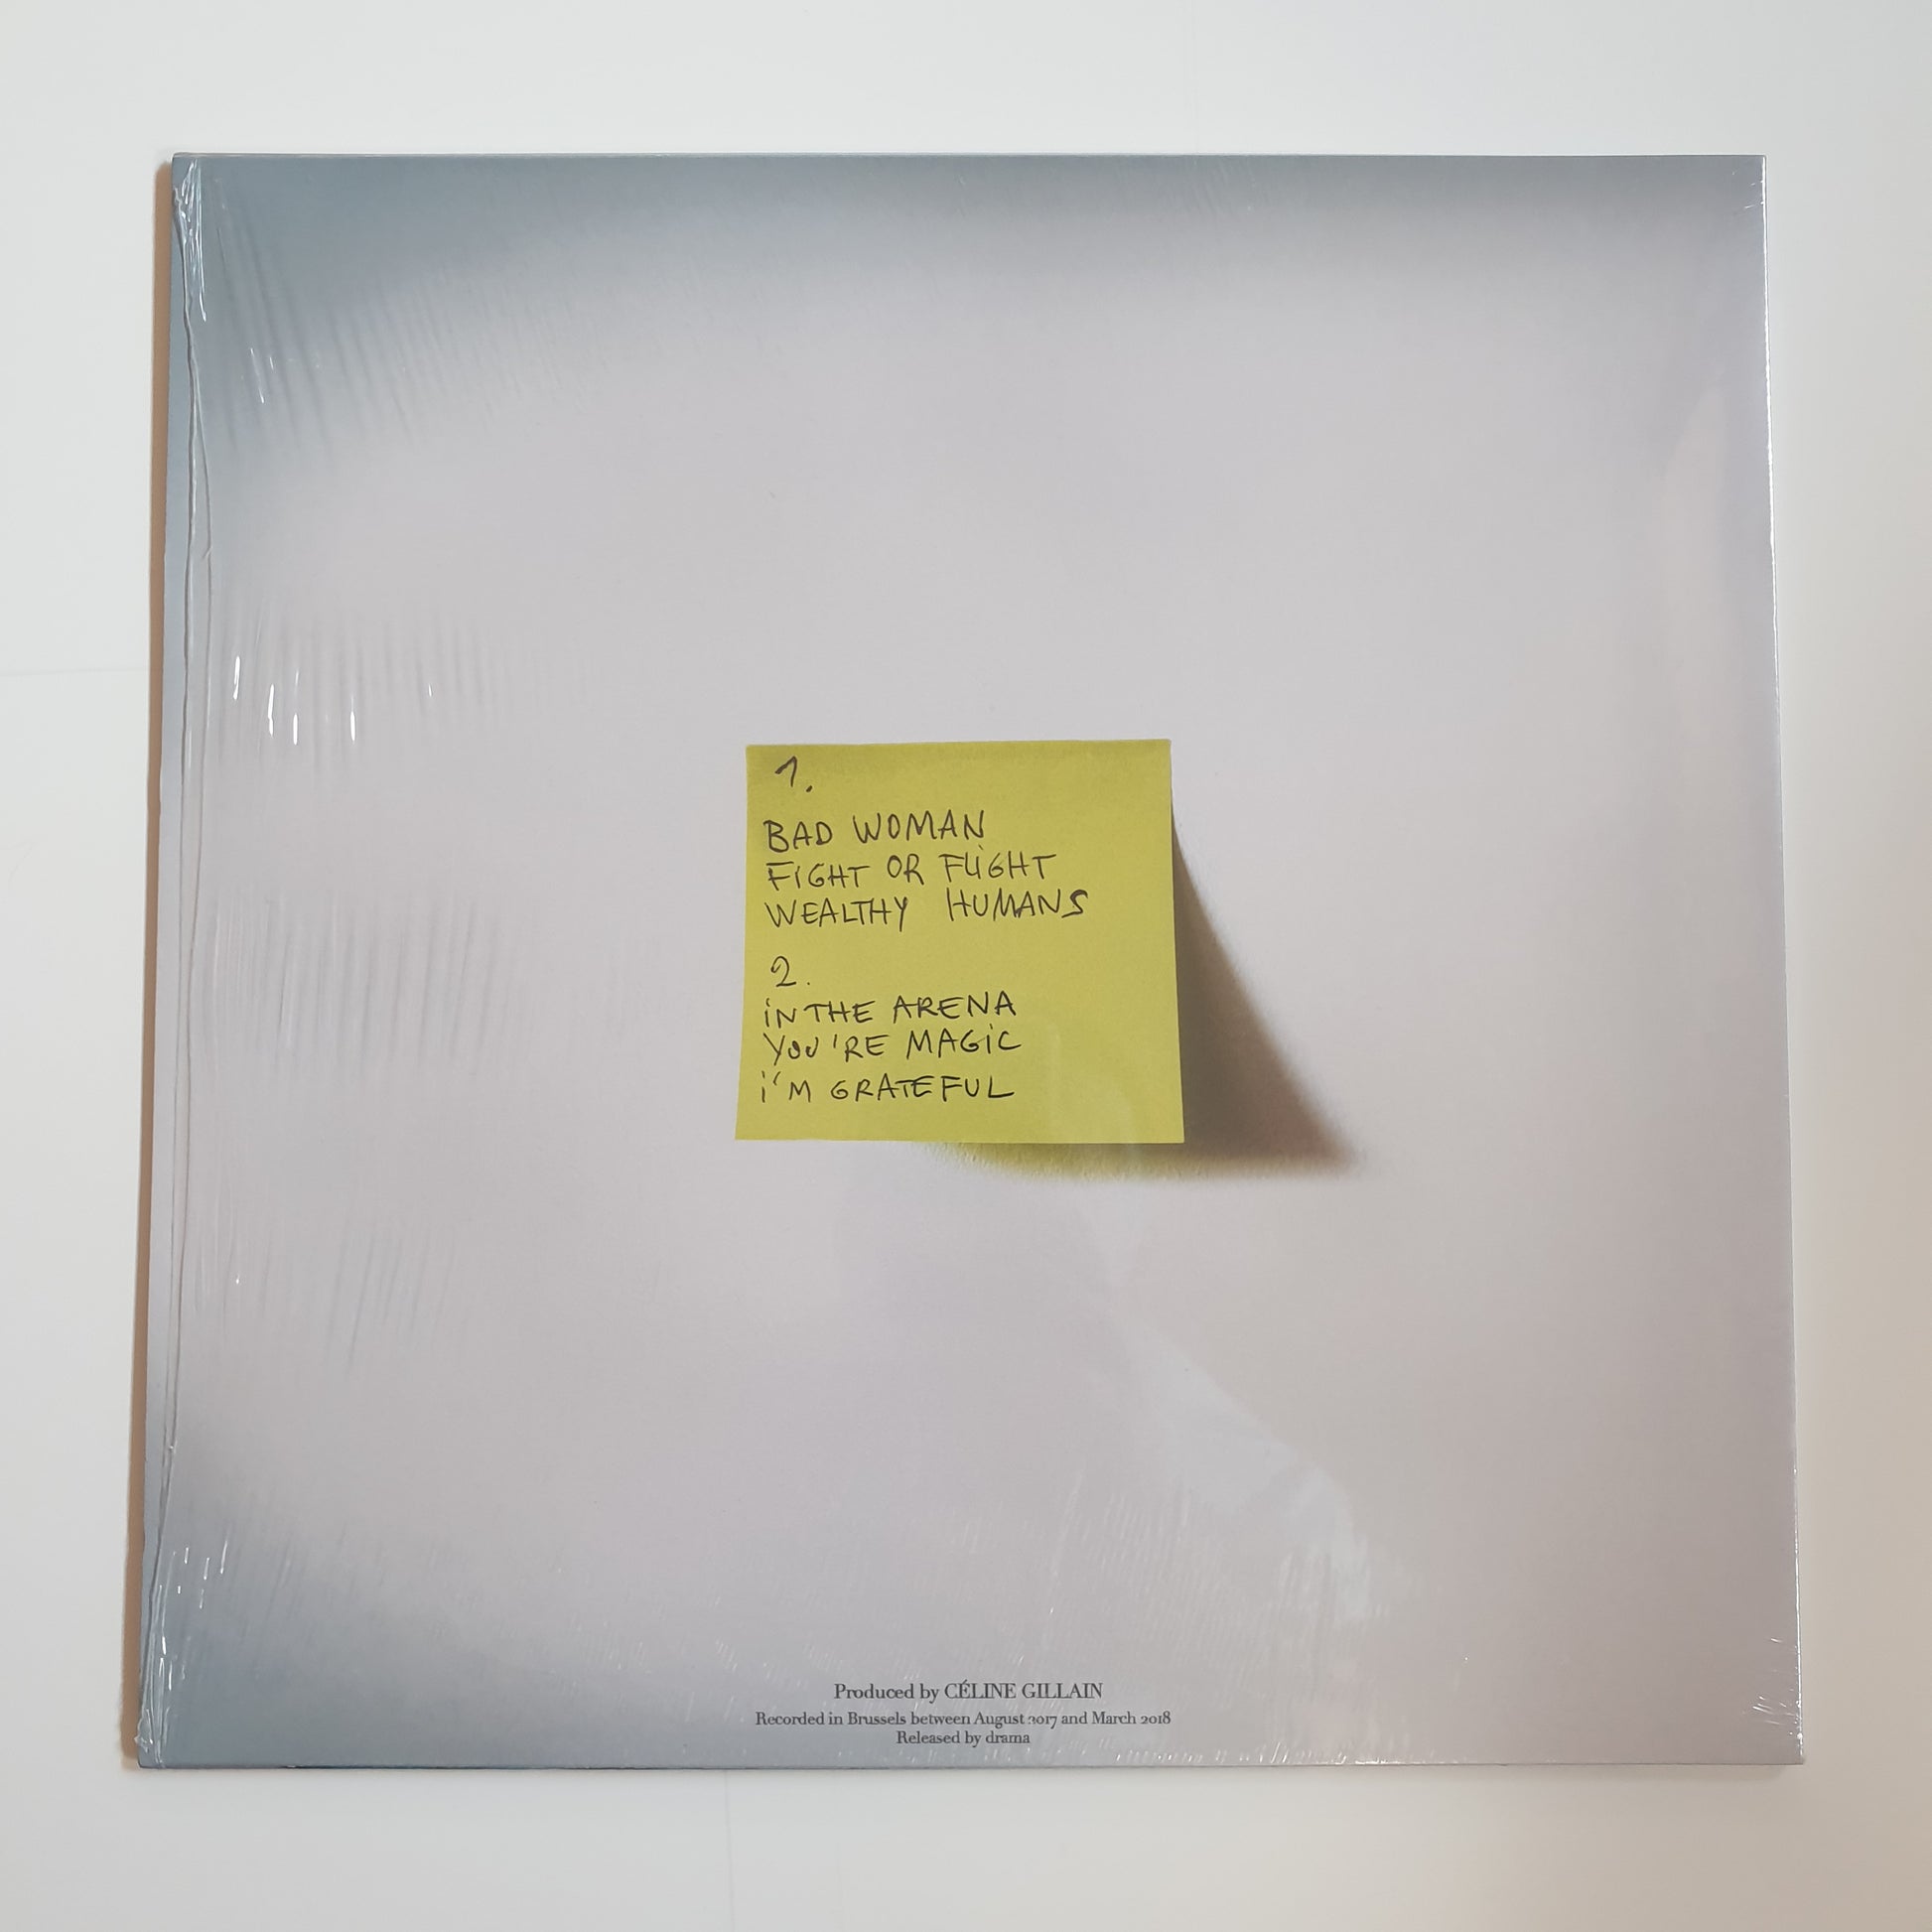 1.
BAD WOMAN
FiGHT OR FLiGHT
WEALTHY HUMANS
2.
iN THE ARENA
YOU'RE MAGiC
i'M GRATEFUL
Produced by CÉLINE GILLAIN
Recorded in Brussels between August 2017 and March 2018
Released by drama